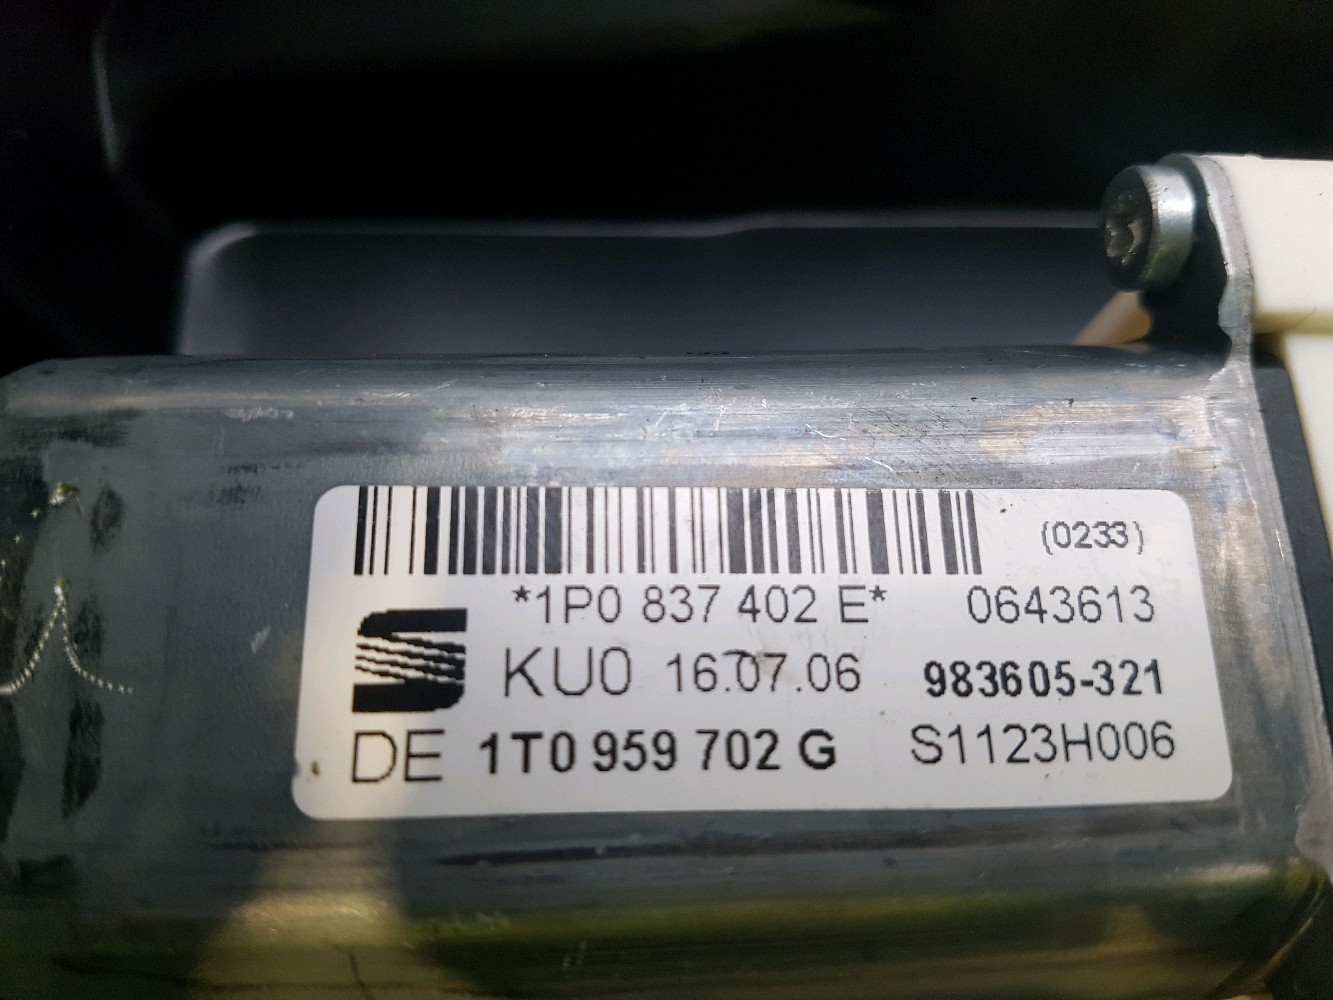 (0233)
*1P0 837 402 E* 0643613
KU0 16.07.06 983605-321
DE 1T0 959 702 G S1123H006